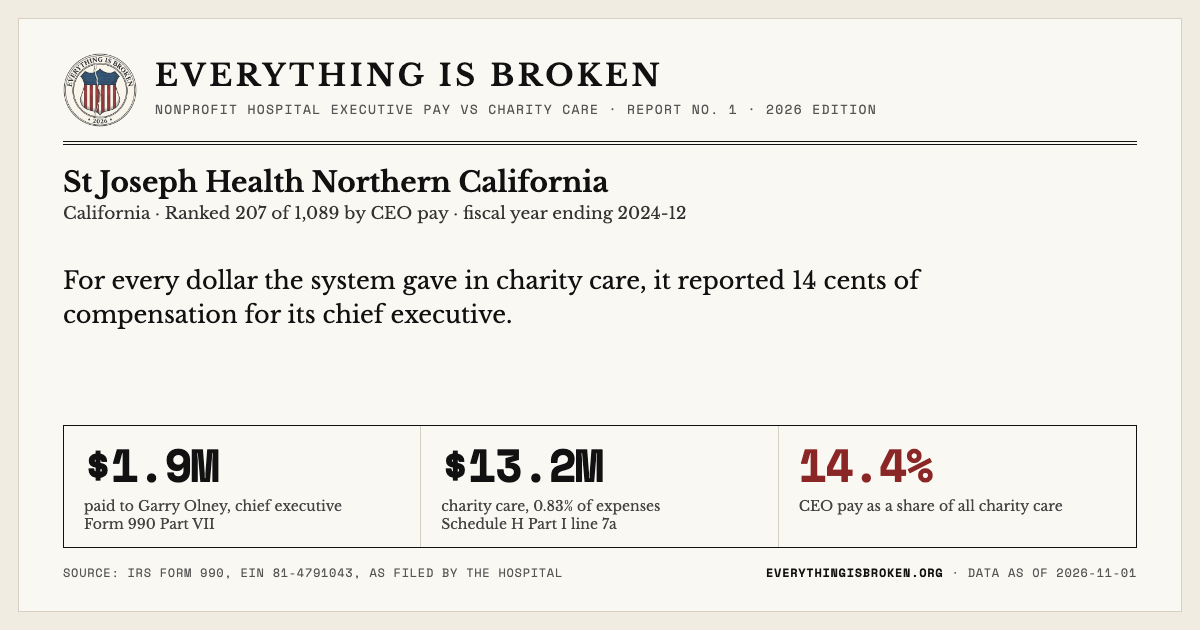 EVERYTHING IS BROKEN
2026
EVERYTHING IS BROKEN
NONPROFIT HOSPITAL EXECUTIVE PAY VS CHARITY CARE · REPORT NO. 1 · 2026 EDITION
St Joseph Health Northern California
California · Ranked 207 of 1,089 by CEO pay · fiscal year ending 2024-12
For every dollar the system gave in charity care, it reported 14 cents of
compensation for its chief executive.
$1.9M
paid to Garry Olney, chief executive
Form 990 Part VII
$13.2M
charity care, 0.83% of expenses
Schedule H Part I line 7a
14.4%
CEO pay as a share of all charity care
SOURCE: IRS FORM 990, EIN 81-4791043, AS FILED BY THE HOSPITAL
EVERYTHINGISBROKEN.ORG · DATA AS OF 2026-11-01